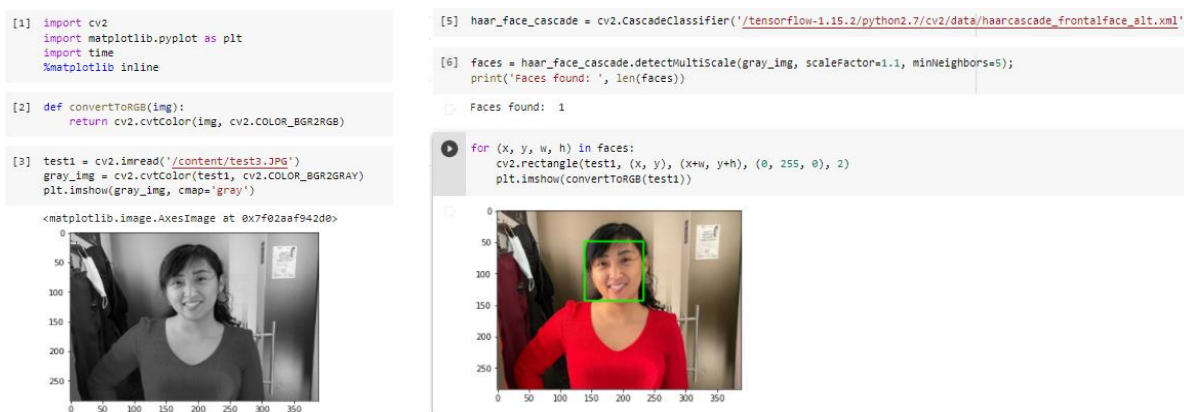 [1] import cv2
import matplotlib.pyplot as plt
import time
%matplotlib inline
[2] def convertToRGB(img):
return cv2.cvtColor(img, cv2.COLOR_BGR2RGB)
[3] test1 = cv2.imread('/content/test3.JPG')
gray_img = cv2.cvtColor(test1, cv2.COLOR_BGR2GRAY)
plt.imshow(gray_img, cmap='gray')
<matplotlib.image.AxesImage at 0x7f02aaf942d0>
0
50
100
150
200
250
0 50 100 150 200 250 300 350
[5] haar_face_cascade = cv2.CascadeClassifier('/tensorflow-1.15.2/python2.7/cv2/data/haarcascade_frontalface_alt.xml'
[6] faces = haar_face_cascade.detectMultiScale(gray_img, scaleFactor=1.1, minNeighbors=5);
print('Faces found: ', len(faces))
Faces found: 1
for (x, y, w, h) in faces:
cv2.rectangle(test1, (x, y), (x+w, y+h), (0, 255, 0), 2)
plt.imshow(convertToRGB(test1))
0
50
100
150
200
250
0 50 100 150 200 250 300 350